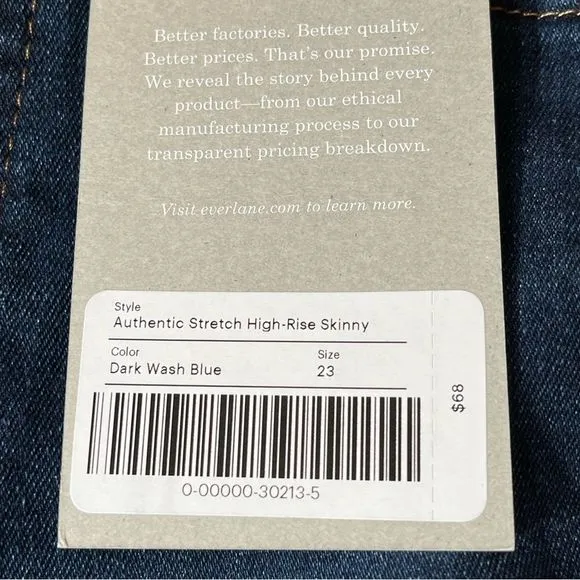 Better factories. Better quality.
Better prices. That's our promise.
We reveal the story behind every
product—from our ethical
manufacturing process to our
transparent pricing breakdown.
Visit everlane.com to learn more.
Style
Authentic Stretch High-Rise Skinny
Color Size
Dark Wash Blue 23
0-00000-30213-5
$68